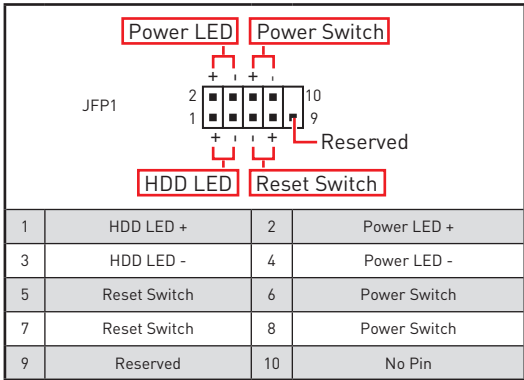 Power LED Power Switch
+ - + -
JFP1
2 10
1 9
+ - - +
Reserved
HDD LED Reset Switch
1 HDD LED + 2 Power LED +
3 HDD LED - 4 Power LED -
5 Reset Switch 6 Power Switch
7 Reset Switch 8 Power Switch
9 Reserved 10 No Pin